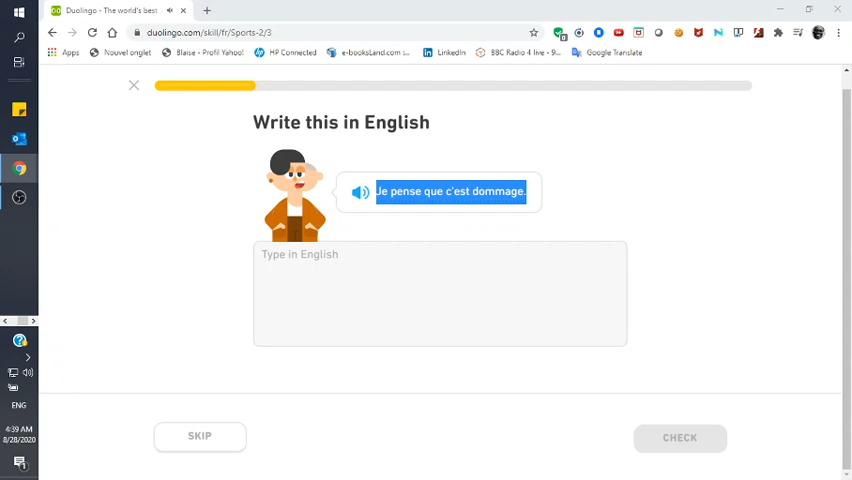 Duolingo - The world's best
duolingo.com/skill/fr/Sports-2/3
Apps
Nouvel onglet
Blaise - Profil Yahoo!
HP Connected
e-booksLand.com :...
LinkedIn
BBC Radio 4 live - 9...
Google Translate
Write this in English
Je pense que c'est dommage.
Type in English
SKIP
CHECK
ENG
4:39 AM
8/28/2020